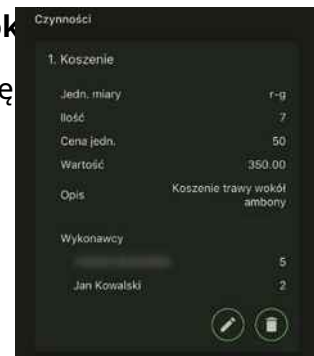 ok
ę
Czynności
1. Koszenie
Jedn. miary r-g
Ilość 7
Cena jedn. 50
Wartość 350.00
Opis Koszenie trawy wokół
ambony
Wykonawcy
5
Jan Kowalski 2